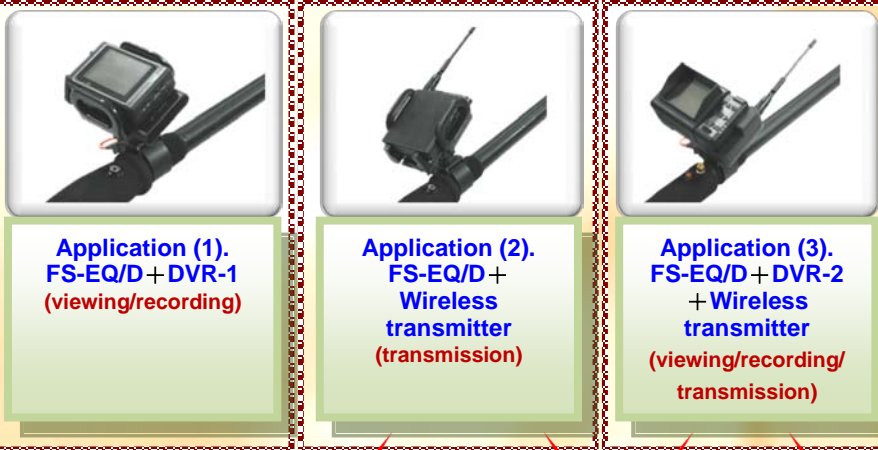 Application (1).
FS-EQ/D+DVR-1
(viewing/recording)
Application (2).
FS-EQ/D+
Wireless
transmitter
(transmission)
Application (3).
FS-EQ/D+DVR-2
+Wireless
transmitter
(viewing/recording/
transmission)